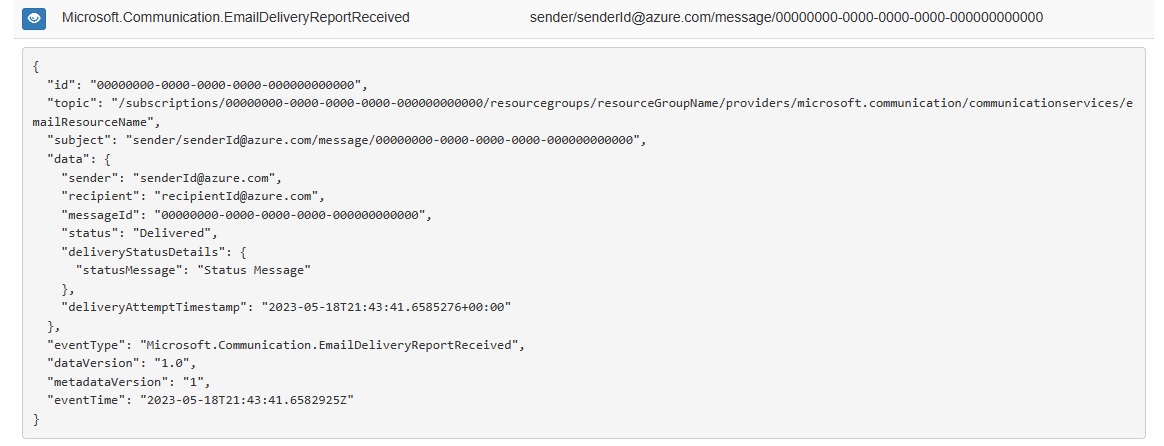 Microsoft.Communication.EmailDeliveryReportReceived sender/senderId@azure.com/message/00000000-0000-0000-0000-000000000000
{
  "id": "00000000-0000-0000-0000-000000000000",
  "topic": "/subscriptions/00000000-0000-0000-0000-000000000000/resourcegroups/resourceGroupName/providers/microsoft.communication/communicationservices/e
mailResourceName",
  "subject": "sender/senderId@azure.com/message/00000000-0000-0000-0000-000000000000",
  "data": {
    "sender": "senderId@azure.com",
    "recipient": "recipientId@azure.com",
    "messageId": "00000000-0000-0000-0000-000000000000",
    "status": "Delivered",
    "deliveryStatusDetails": {
      "statusMessage": "Status Message"
    },
    "deliveryAttemptTimestamp": "2023-05-18T21:43:41.6585276+00:00"
  },
  "eventType": "Microsoft.Communication.EmailDeliveryReportReceived",
  "dataVersion": "1.0",
  "metadataVersion": "1",
  "eventTime": "2023-05-18T21:43:41.6582925Z"
}